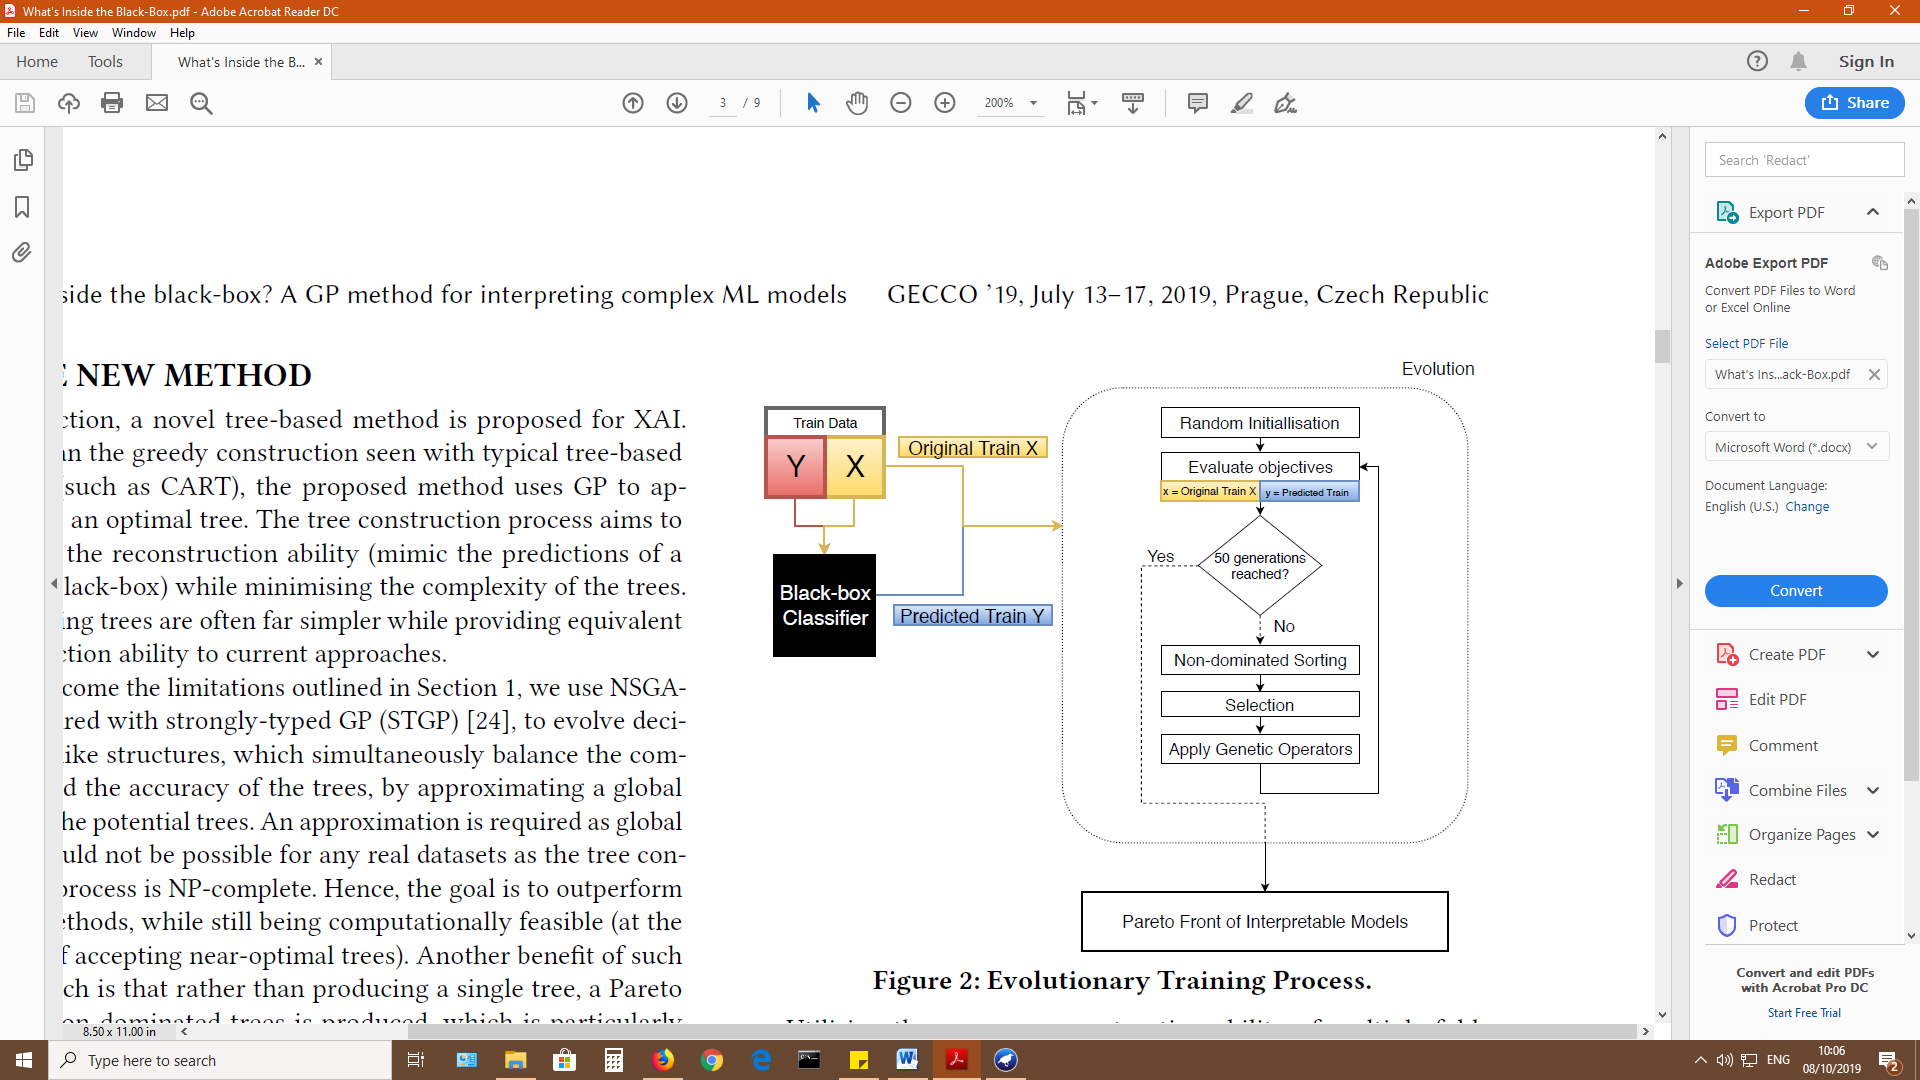 What's Inside the Black-Box.pdf - Adobe Acrobat Reader DC
File Edit View Window Help
Home Tools What's Inside the B... Sign In
3 / 9 200% Share
side the black-box? A GP method for interpreting complex ML models GECCO ’19, July 13–17, 2019, Prague, Czech Republic
NEW METHOD
ction, a novel tree-based method is proposed for XAI.
an the greedy construction seen with typical tree-based
(such as CART), the proposed method uses GP to ap-
an optimal tree. The tree construction process aims to
the reconstruction ability (mimic the predictions of a
lack-box) while minimising the complexity of the trees.
ing trees are often far simpler while providing equivalent
ction ability to current approaches.
come the limitations outlined in Section 1, we use NSGA-
red with strongly-typed GP (STGP) [24], to evolve deci-
ike structures, which simultaneously balance the com-
d the accuracy of the trees, by approximating a global
he potential trees. An approximation is required as global
uld not be possible for any real datasets as the tree con-
process is NP-complete. Hence, the goal is to outperform
ethods, while still being computationally feasible (at the
f accepting near-optimal trees). Another benefit of such
ch is that rather than producing a single tree, a Pareto
on-dominated trees is produced, which is particularly
Train Data
Y X
Original Train X
Black-box
Classifier
Predicted Train Y
Evolution
Random Initiallisation
Evaluate objectives
x = Original Train X y = Predicted Train
Yes
50 generations
reached?
No
Non-dominated Sorting
Selection
Apply Genetic Operators
Pareto Front of Interpretable Models
Figure 2: Evolutionary Training Process.
8.50 x 11.00 in
Search 'Redact'
Export PDF
Adobe Export PDF
Convert PDF Files to Word
or Excel Online
Select PDF File
What's Ins...ack-Box.pdf
Convert to
Microsoft Word (*.docx)
Document Language:
English (U.S.) Change
Convert
Create PDF
Edit PDF
Comment
Combine Files
Organize Pages
Redact
Protect
Convert and edit PDFs
with Acrobat Pro DC
Start Free Trial
Type here to search
ENG
10:06
08/10/2019
2